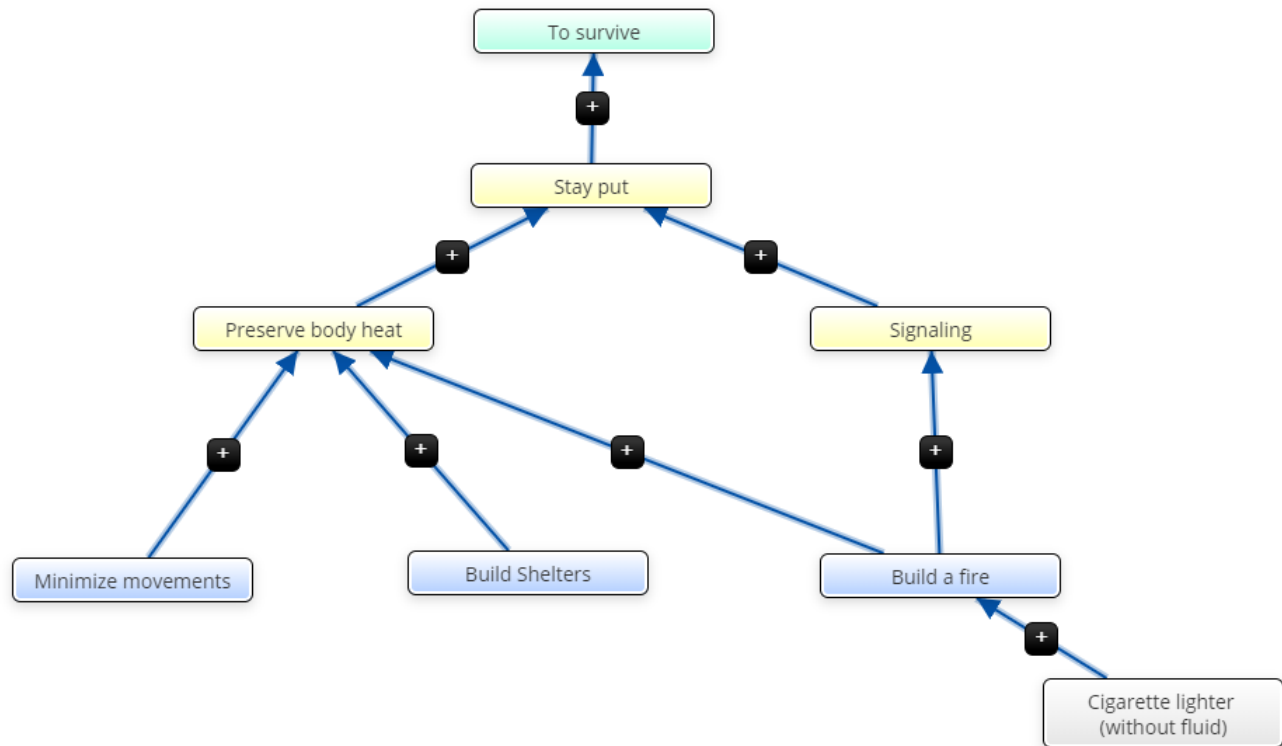 To survive
+
Stay put
+
+
Preserve body heat
Signaling
+
+
+
+
Minimize movements
Build Shelters
Build a fire
+
Cigarette lighter
(without fluid)